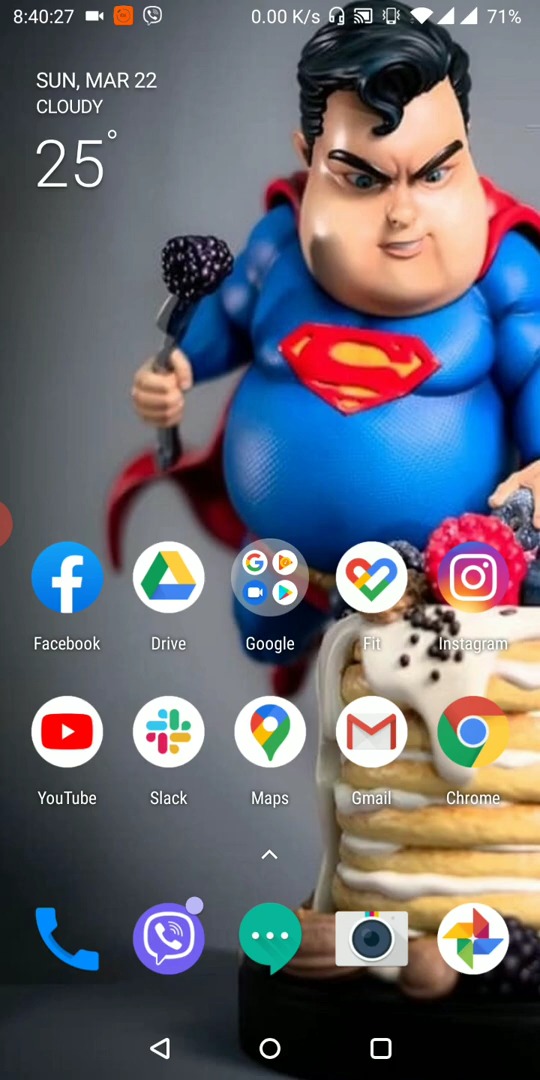 8:40:27 0.00 K/s 71%
SUN, MAR 22
CLOUDY
25°
Facebook Drive Google Fit Instagram
YouTube Slack Maps Gmail Chrome